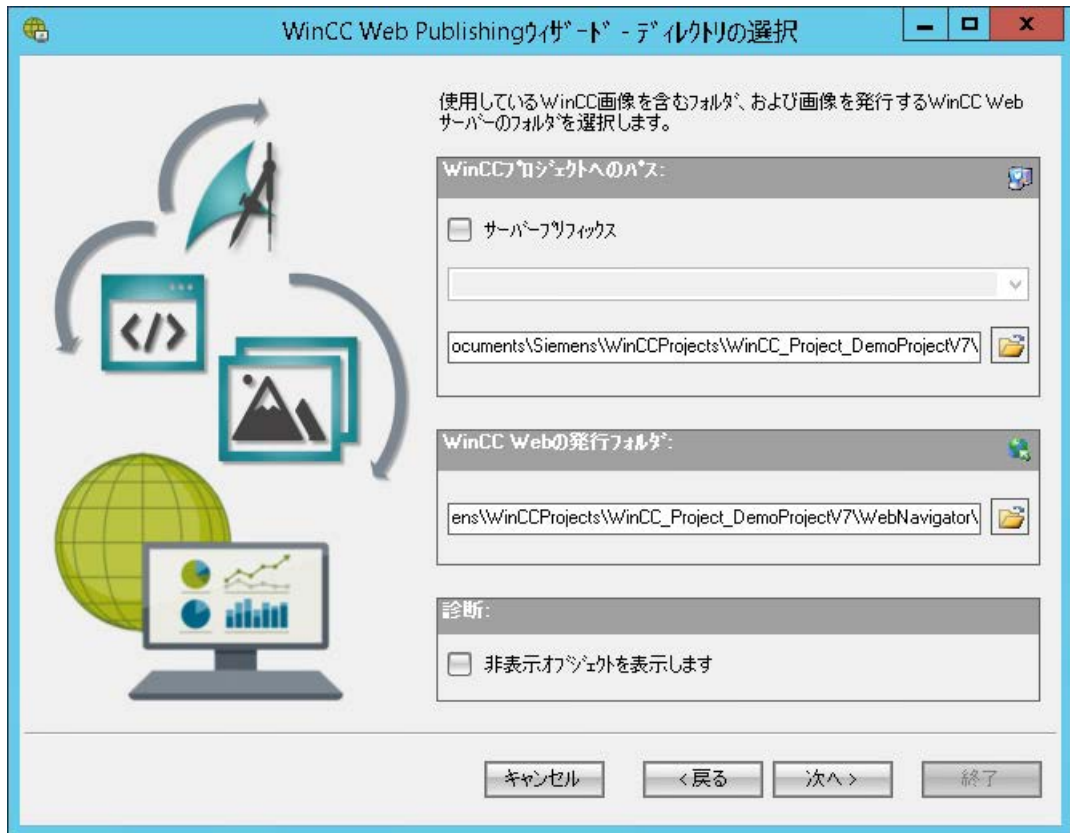 WinCC Web Publishingｳｨｻﾞｰﾄﾞ - ﾃﾞｨﾚｸﾄﾘの選択
使用しているWinCC画像を含むﾌｫﾙﾀﾞ、および画像を発行するWinCC Web
ｻｰﾊﾞｰのﾌｫﾙﾀﾞを選択します。
WinCCﾌﾟﾛｼﾞｪｸﾄへのﾊﾟｽ:
ｻｰﾊﾞｰﾌﾟﾘﾌｨｯｸｽ
ocuments\Siemens\WinCCProjects\WinCC_Project_DemoProjectV7\
WinCC Webの発行ﾌｫﾙﾀﾞ:
ens\WinCCProjects\WinCC_Project_DemoProjectV7\WebNavigator\
診断:
非表示ｵﾌﾞｼﾞｪｸﾄを表示します
ｷｬﾝｾﾙ
<戻る
次へ>
終了